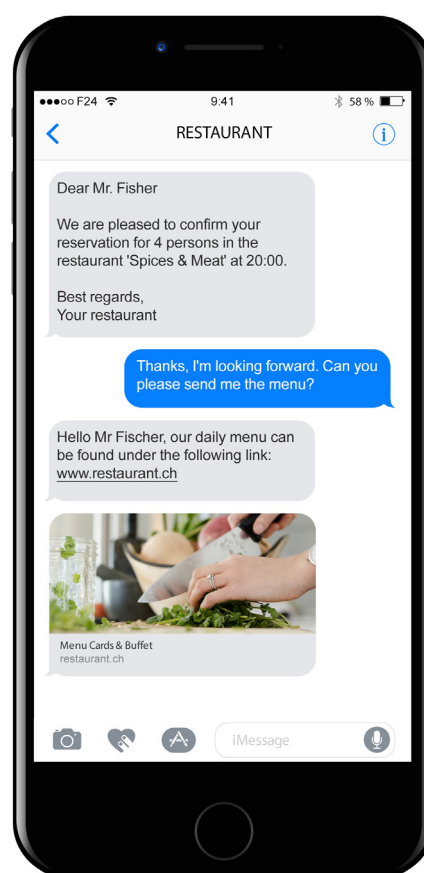 F24 9:41 58 %
RESTAURANT
Dear Mr. Fisher
We are pleased to confirm your
reservation for 4 persons in the
restaurant 'Spices & Meat' at 20:00.
Best regards,
Your restaurant
Thanks, I'm looking forward. Can you
please send me the menu?
Hello Mr Fischer, our daily menu can
be found under the following link:
www.restaurant.ch
Menu Cards & Buffet
restaurant.ch
iMessage